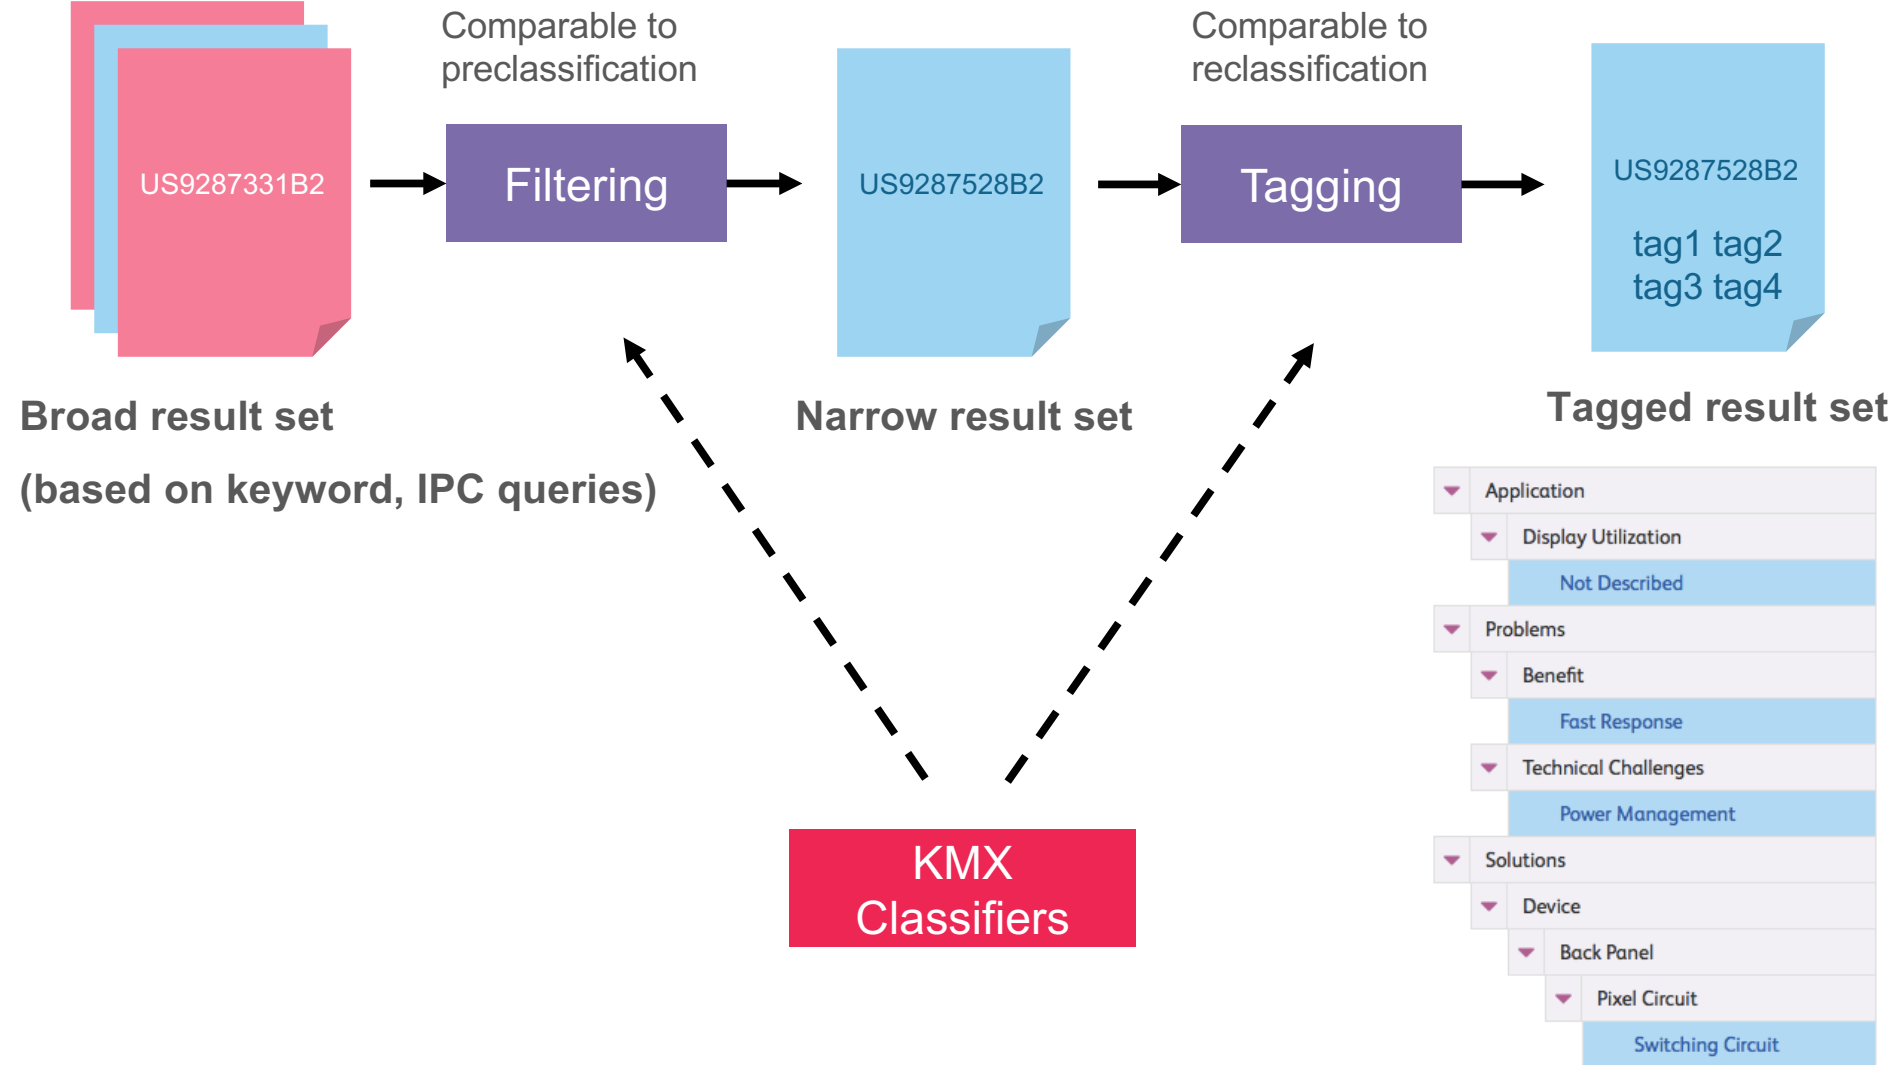 Comparable to
preclassification
Comparable to
reclassification
US9287331B2
Filtering
US9287528B2
Tagging
US9287528B2
tag1 tag2
tag3 tag4
Broad result set
(based on keyword, IPC queries)
Narrow result set
Tagged result set
KMX
Classifiers
Application
Display Utilization
Not Described
Problems
Benefit
Fast Response
Technical Challenges
Power Management
Solutions
Device
Back Panel
Pixel Circuit
Switching Circuit